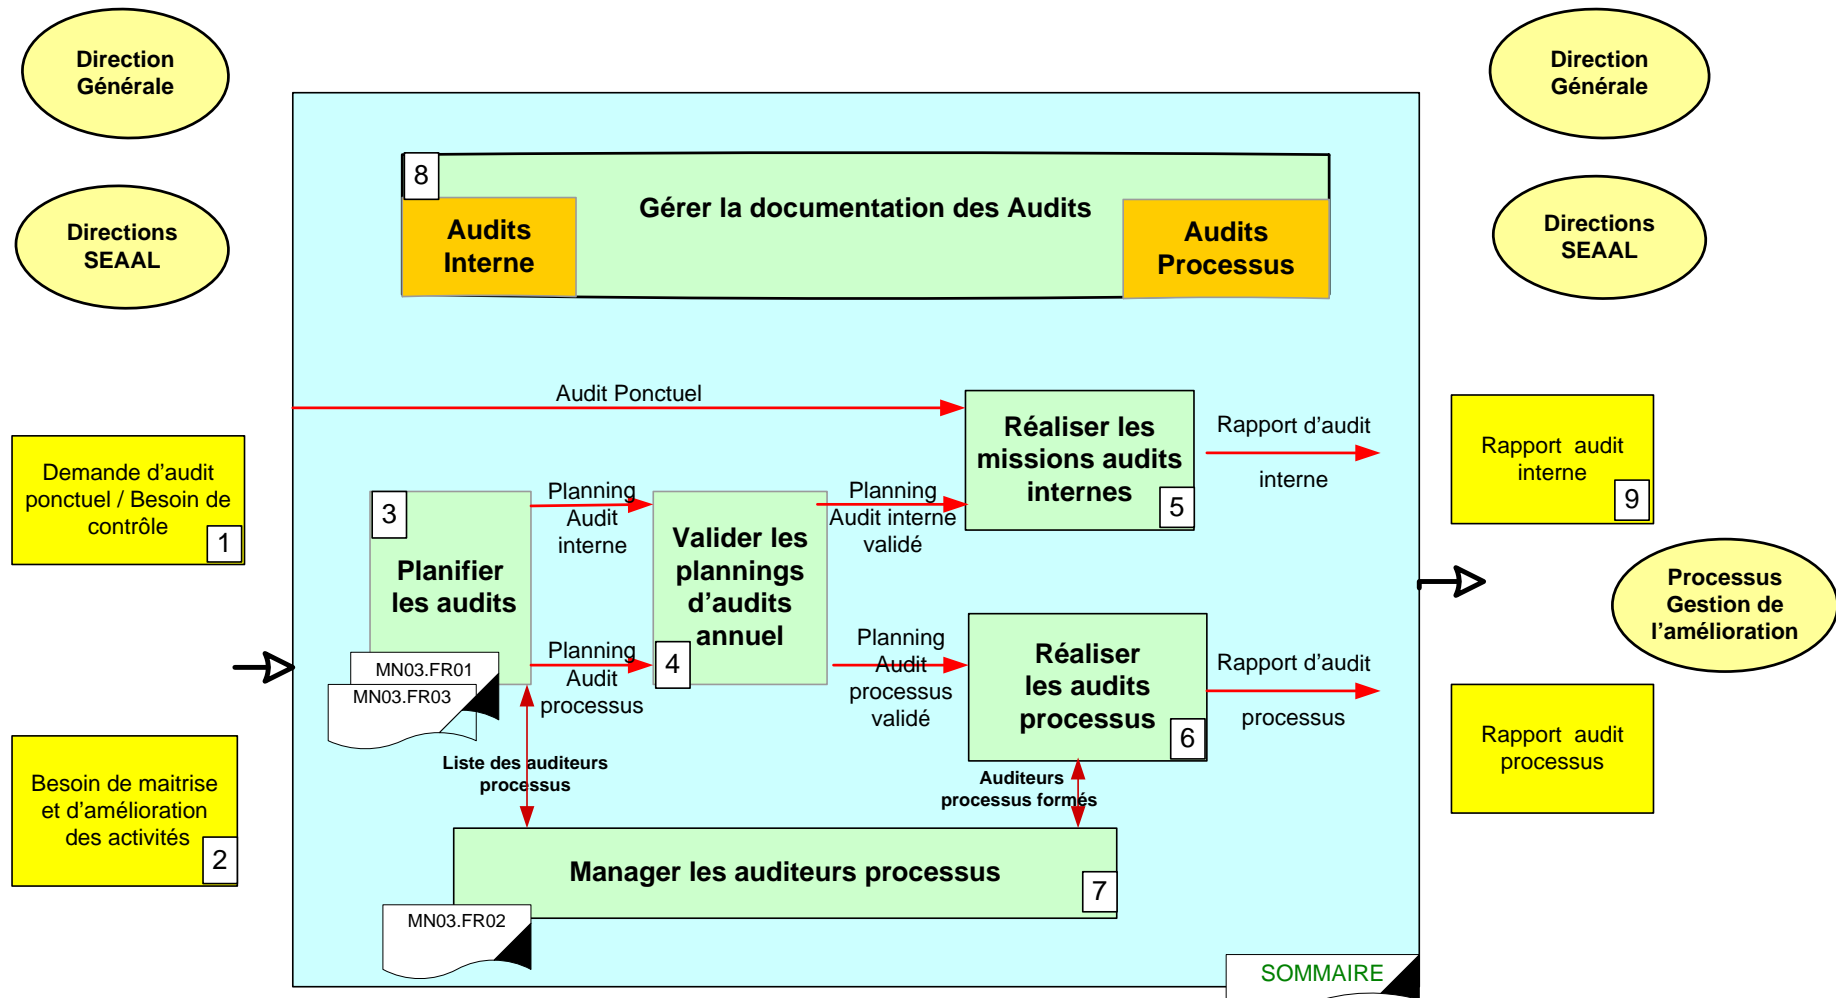 Direction
Générale
Directions
SEAAL
Demande d'audit
ponctuel / Besoin de
contrôle
1
Besoin de maitrise
et d'amélioration
des activités
2
8
Gérer la documentation des Audits
Audits
Interne
Audits
Processus
Audit Ponctuel
3
Planifier
les audits
MN03.FR01
MN03.FR03
Planning
Audit
interne
Planning
Audit
processus
Valider les
plannings
d'audits
annuel
4
Planning
Audit interne
validé
Planning
Audit
processus
validé
Réaliser les
missions audits
internes
5
Réaliser
les audits
processus
6
Rapport d'audit
interne
Rapport d'audit
processus
Liste des auditeurs
processus
Auditeurs
processus formés
Manager les auditeurs processus
7
MN03.FR02
SOMMAIRE
Direction
Générale
Directions
SEAAL
Rapport audit
interne
9
Processus
Gestion de
l'amélioration
Rapport audit
processus